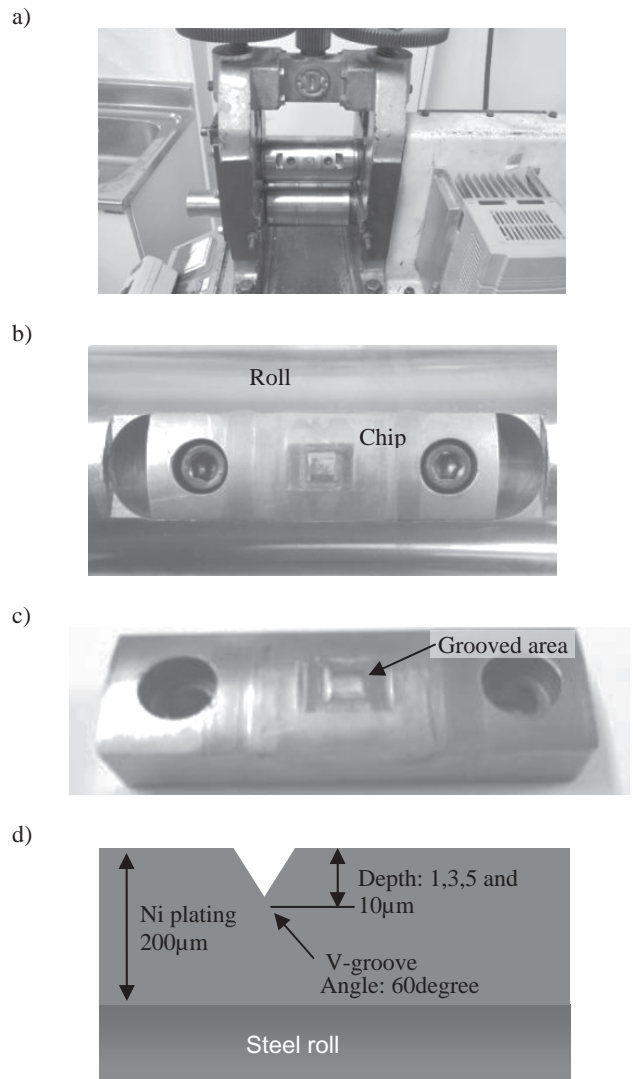 a)
b)
Roll
Chip
c)
Grooved area
d)
Ni plating
200µm
Depth: 1,3,5 and
10µm
V-groove
Angle: 60degree
Steel roll